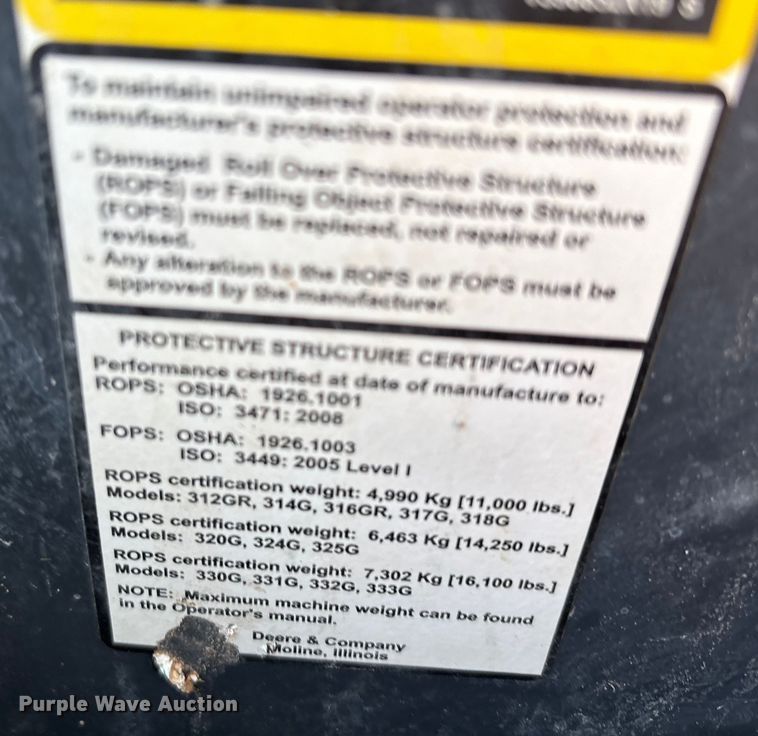 To maintain unimpaired operator protection and
manufacturer's protective structure certification:
- Damaged Roll Over Protective Structure
(ROPS) or Falling Object Protective Structure
(FOPS) must be replaced, not repaired or
revised.
- Any alteration to the ROPS or FOPS must be
approved by the manufacturer.
PROTECTIVE STRUCTURE CERTIFICATION
Performance certified at date of manufacture to:
ROPS: OSHA: 1926.1001
ISO: 3471: 2008
FOPS: OSHA: 1926.1003
ISO: 3449: 2005 Level I
ROPS certification weight: 4,990 Kg [11,000 lbs.]
Models: 312GR, 314G, 316GR, 317G, 318G
ROPS certification weight: 6,463 Kg [14,250 lbs.]
Models: 320G, 324G, 325G
ROPS certification weight: 7,302 Kg [16,100 lbs.]
Models: 330G, 331G, 332G, 333G
NOTE: Maximum machine weight can be found
in the Operator's manual.
Deere & Company
Moline, Illinois
Purple Wave Auction